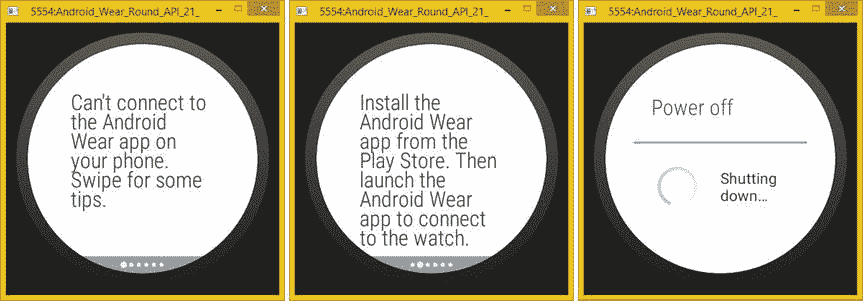 5554:Android_Wear_Round_API_21_
Can't connect to
the Android
Wear app on
your phone.
Swipe for some
tips.
5554:Android_Wear_Round_API_21_
Install the
Android Wear
app from the
Play Store. Then
launch the
Android Wear
app to connect
to the watch.
5554:Android_Wear_Round_API_21_
Power off
Shutting
down...